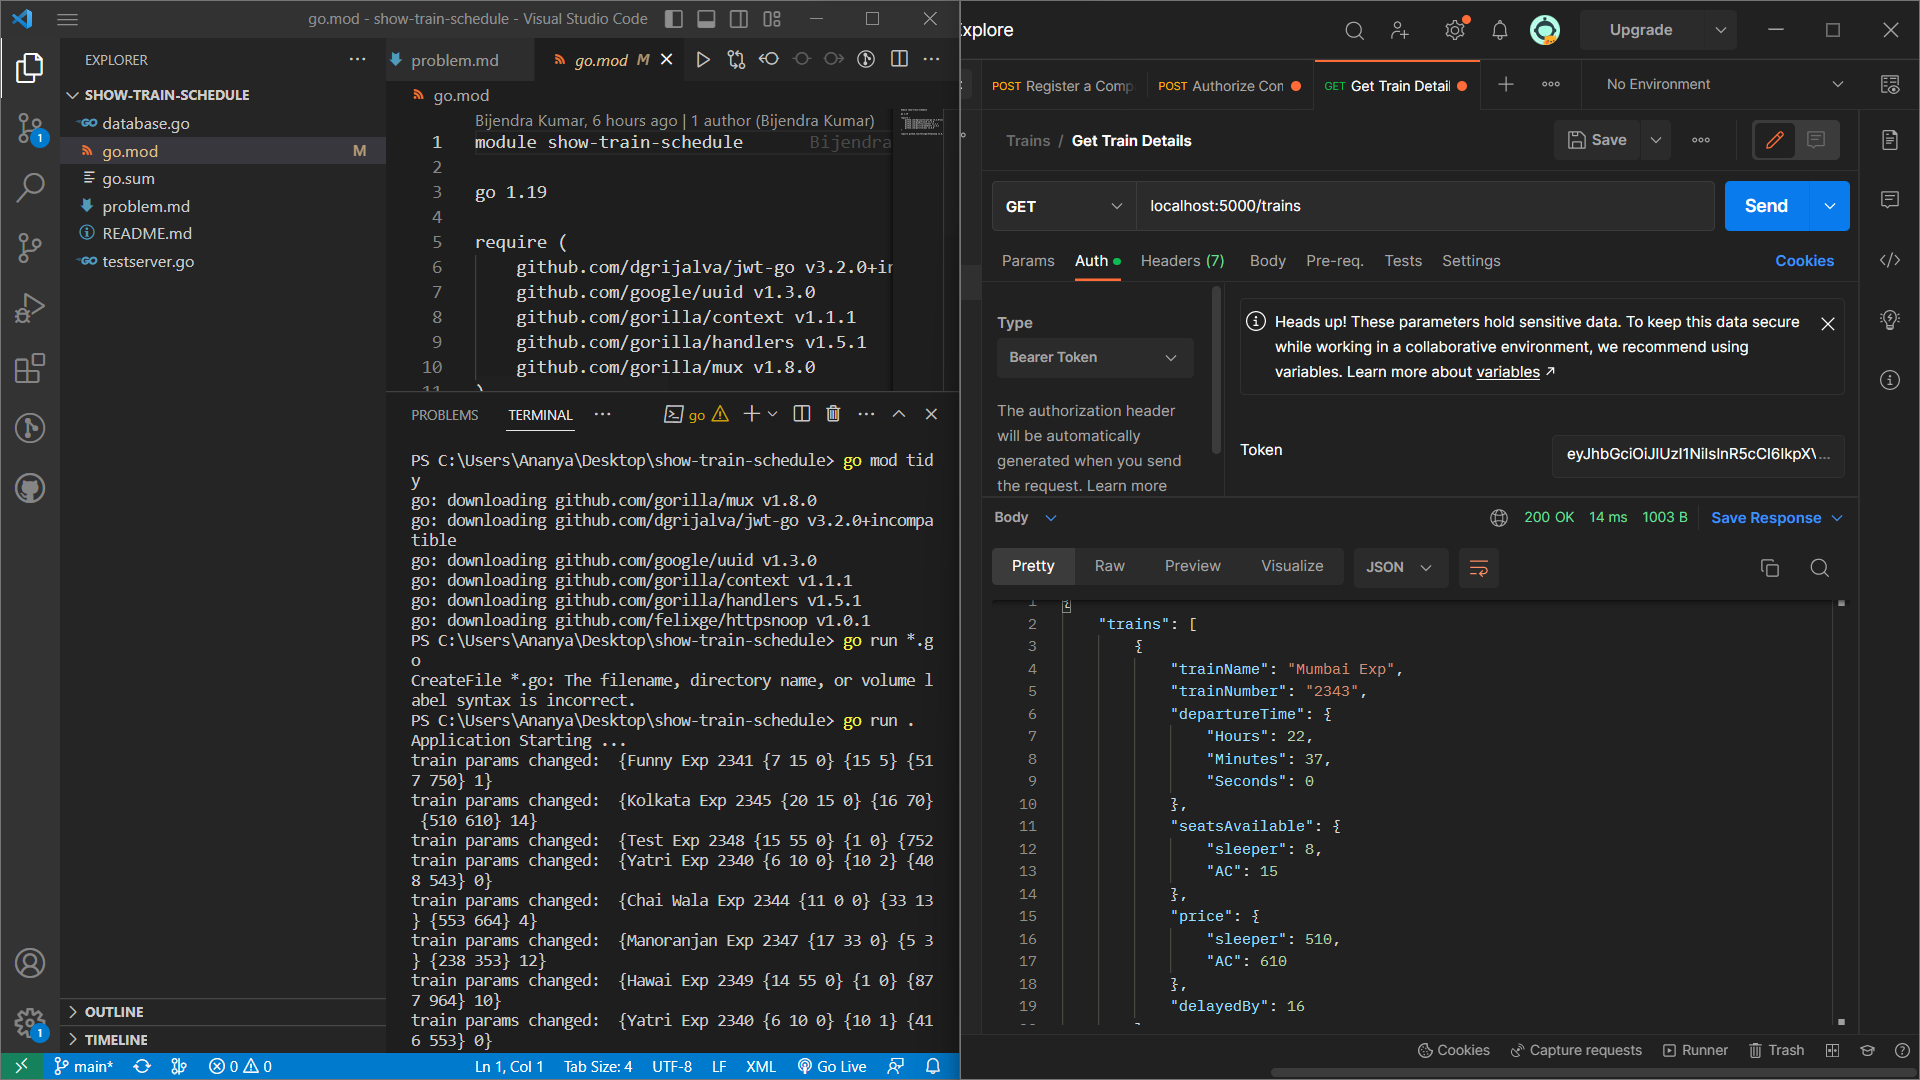 go.mod - show-train-schedule - Visual Studio Code
EXPLORER
SHOW-TRAIN-SCHEDULE
database.go
go.mod M
go.sum
problem.md
README.md
testserver.go
OUTLINE
TIMELINE
1
1
problem.md
go.mod M
go.mod
Bijendra Kumar, 6 hours ago | 1 author (Bijendra Kumar)
1 module show-train-schedule Bijendra
2
3 go 1.19
4
5 require (
6 github.com/dgrijalva/jwt-go v3.2.0+in
7 github.com/google/uuid v1.3.0
8 github.com/gorilla/context v1.1.1
9 github.com/gorilla/handlers v1.5.1
10 github.com/gorilla/mux v1.8.0
11 )
PROBLEMS TERMINAL go
PS C:\Users\Ananya\Desktop\show-train-schedule> go mod tid
y
go: downloading github.com/gorilla/mux v1.8.0
go: downloading github.com/dgrijalva/jwt-go v3.2.0+incompa
tible
go: downloading github.com/google/uuid v1.3.0
go: downloading github.com/gorilla/context v1.1.1
go: downloading github.com/gorilla/handlers v1.5.1
go: downloading github.com/felixge/httpsnoop v1.0.1
PS C:\Users\Ananya\Desktop\show-train-schedule> go run *.g
o
CreateFile *.go: The filename, directory name, or volume l
abel syntax is incorrect.
PS C:\Users\Ananya\Desktop\show-train-schedule> go run .
Application Starting ...
train params changed:  {Funny Exp 2341 {7 15 0} {15 5} {51
7 750} 1}
train params changed:  {Kolkata Exp 2345 {20 15 0} {16 70}
 {510 610} 14}
train params changed:  {Test Exp 2348 {15 55 0} {1 0} {752
train params changed:  {Yatri Exp 2340 {6 10 0} {10 2} {40
8 543} 0}
train params changed:  {Chai Wala Exp 2344 {11 0 0} {33 13
} {553 664} 4}
train params changed:  {Manoranjan Exp 2347 {17 33 0} {5 3
} {238 353} 12}
train params changed:  {Hawai Exp 2349 {14 55 0} {1 0} {87
7 964} 10}
train params changed:  {Yatri Exp 2340 {6 10 0} {10 1} {41
6 553} 0}
main* 0 0 Ln 1, Col 1 Tab Size: 4 UTF-8 LF XML Go Live
Explore Upgrade
POST Register a Comp POST Authorize Con GET Get Train Detail No Environment
Trains / Get Train Details Save
GET localhost:5000/trains Send
Params Auth Headers (7) Body Pre-req. Tests Settings Cookies
Type
Bearer Token
The authorization header
will be automatically
generated when you send
the request. Learn more
Heads up! These parameters hold sensitive data. To keep this data secure
while working in a collaborative environment, we recommend using
variables. Learn more about variables ↗
Token eyJhbGciOiJIUzI1NiIsInR5cCI6IkpXV...
Body 200 OK 14 ms 1003 B Save Response
Pretty Raw Preview Visualize JSON
1 {
2 "trains": [
3 {
4 "trainName": "Mumbai Exp",
5 "trainNumber": "2343",
6 "departureTime": {
7 "Hours": 22,
8 "Minutes": 37,
9 "Seconds": 0
10 },
11 "seatsAvailable": {
12 "sleeper": 8,
13 "AC": 15
14 },
15 "price": {
16 "sleeper": 510,
17 "AC": 610
18 },
19 "delayedBy": 16
Cookies Capture requests Runner Trash